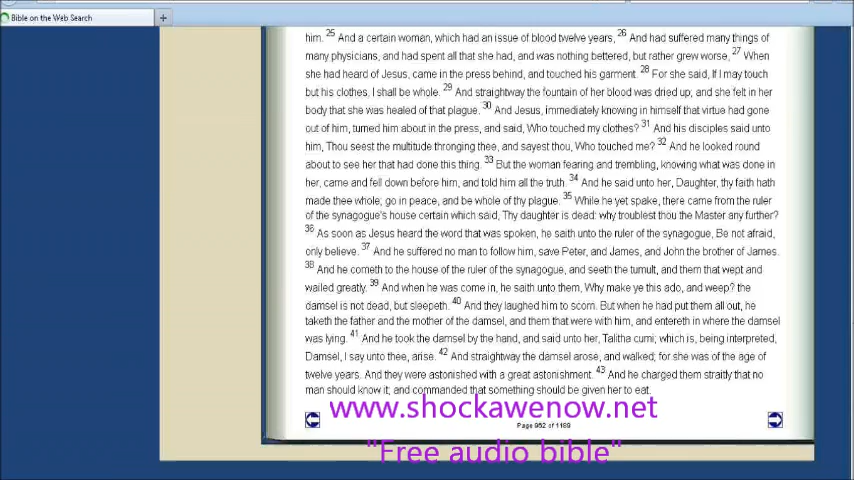 Bible on the Web Search
him. 25 And a certain woman, which had an issue of blood twelve years, 26 And had suffered many things of
many physicians, and had spent all that she had, and was nothing bettered, but rather grew worse, 27 When
she had heard of Jesus, came in the press behind, and touched his garment. 28 For she said, If I may touch
but his clothes, I shall be whole. 29 And straightway the fountain of her blood was dried up; and she felt in her
body that she was healed of that plague. 30 And Jesus, immediately knowing in himself that virtue had gone
out of him, turned him about in the press, and said, Who touched my clothes? 31 And his disciples said unto
him, Thou seest the multitude thronging thee, and sayest thou, Who touched me? 32 And he looked round
about to see her that had done this thing. 33 But the woman fearing and trembling, knowing what was done in
her, came and fell down before him, and told him all the truth. 34 And he said unto her, Daughter, thy faith hath
made thee whole; go in peace, and be whole of thy plague. 35 While he yet spake, there came from the ruler
of the synagogue's house certain which said, Thy daughter is dead: why troublest thou the Master any further?
36 As soon as Jesus heard the word that was spoken, he saith unto the ruler of the synagogue, Be not afraid,
only believe. 37 And he suffered no man to follow him, save Peter, and James, and John the brother of James.
38 And he cometh to the house of the ruler of the synagogue, and seeth the tumult, and them that wept and
wailed greatly. 39 And when he was come in, he saith unto them, Why make ye this ado, and weep? the
damsel is not dead, but sleepeth. 40 And they laughed him to scorn. But when he had put them all out, he
taketh the father and the mother of the damsel, and them that were with him, and entereth in where the damsel
was lying. 41 And he took the damsel by the hand, and said unto her, Talitha cumi; which is, being interpreted,
Damsel, I say unto thee, arise. 42 And straightway the damsel arose, and walked; for she was of the age of
twelve years. And they were astonished with a great astonishment. 43 And he charged them straitly that no
man should know it; and commanded that something should be given her to eat.
www.shockawenow.net
Page 952 of 1189
"Free audio bible"